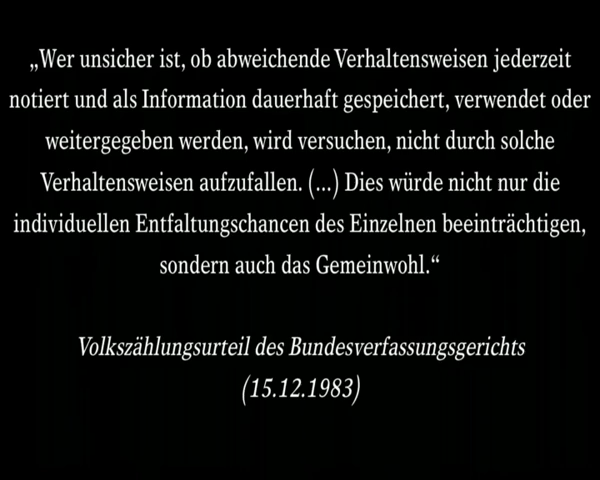 „Wer unsicher ist, ob abweichende Verhaltensweisen jederzeit
notiert und als Information dauerhaft gespeichert, verwendet oder
weitergegeben werden, wird versuchen, nicht durch solche
Verhaltensweisen aufzufallen. (...) Dies würde nicht nur die
individuellen Entfaltungschancen des Einzelnen beeinträchtigen,
sondern auch das Gemeinwohl.“
Volkszählungsurteil des Bundesverfassungsgerichts
(15.12.1983)